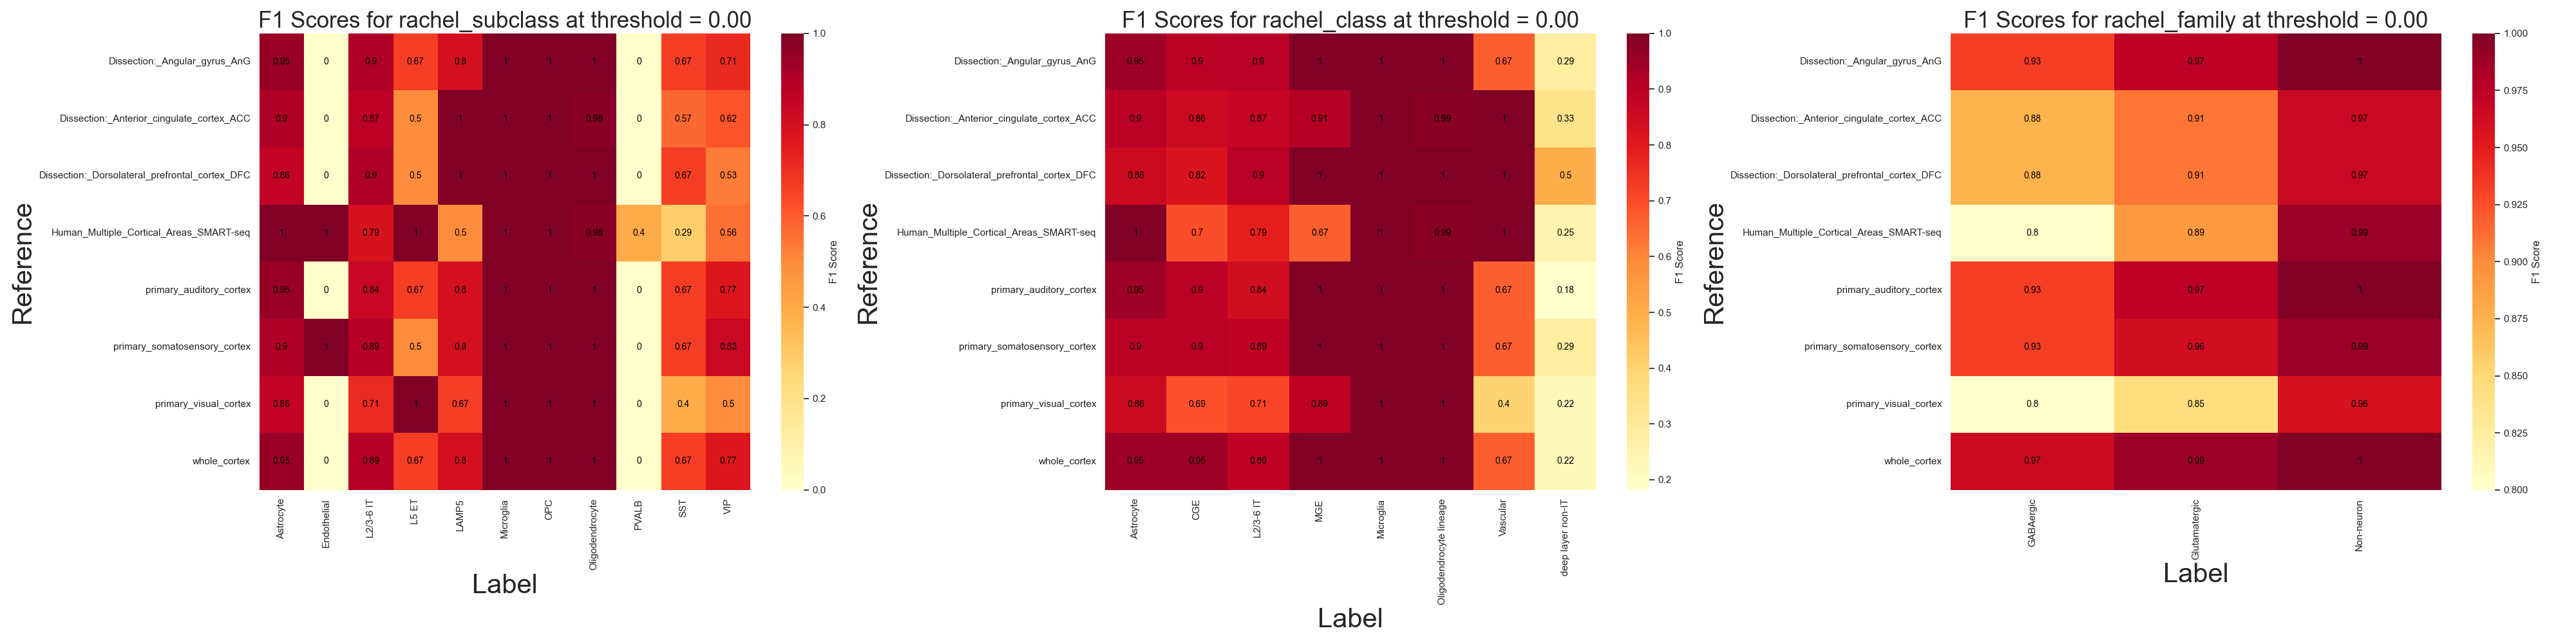 F1 Scores for rachel_subclass at threshold = 0.00
Reference
Dissection:_Angular_gyrus_AnG 0.95 0 0.9 0.67 0.8 1 1 1 0 0.67 0.71
Dissection:_Anterior_cingulate_cortex_ACC 0.9 0 0.87 0.5 1 1 1 0.98 0 0.57 0.62
Dissection:_Dorsolateral_prefrontal_cortex_DFC 0.86 0 0.9 0.5 1 1 1 1 0 0.67 0.53
Human_Multiple_Cortical_Areas_SMART-seq 1 1 0.79 1 0.5 1 1 0.98 0.4 0.29 0.56
primary_auditory_cortex 0.95 0 0.84 0.67 0.8 1 1 1 0 0.67 0.77
primary_somatosensory_cortex 0.9 1 0.89 0.5 0.8 1 1 1 0 0.67 0.83
primary_visual_cortex 0.86 0 0.71 1 0.67 1 1 1 0 0.4 0.5
whole_cortex 0.95 0 0.89 0.67 0.8 1 1 1 0 0.67 0.77
Astrocyte
Endothelial
L2/3-6 IT
L5 ET
LAMP5
Microglia
OPC
Oligodendrocyte
PVALB
SST
VIP
Label
1.0
0.8
0.6
0.4
0.2
0.0
F1 Score
F1 Scores for rachel_class at threshold = 0.00
Reference
Dissection:_Angular_gyrus_AnG 0.95 0.9 0.9 1 1 1 0.67 0.29
Dissection:_Anterior_cingulate_cortex_ACC 0.9 0.86 0.87 0.91 1 0.99 1 0.33
Dissection:_Dorsolateral_prefrontal_cortex_DFC 0.86 0.82 0.9 1 1 1 1 0.5
Human_Multiple_Cortical_Areas_SMART-seq 1 0.7 0.79 0.67 1 0.99 1 0.25
primary_auditory_cortex 0.95 0.9 0.84 1 1 1 0.67 0.18
primary_somatosensory_cortex 0.9 0.9 0.89 1 1 1 0.67 0.29
primary_visual_cortex 0.86 0.69 0.71 0.89 1 1 0.4 0.22
whole_cortex 0.95 0.95 0.89 1 1 1 0.67 0.22
Astrocyte
CGE
L2/3-6 IT
MGE
Microglia
Oligodendrocyte lineage
Vascular
deep layer non-IT
Label
1.0
0.9
0.8
0.7
0.6
0.5
0.4
0.3
0.2
F1 Score
F1 Scores for rachel_family at threshold = 0.00
Reference
Dissection:_Angular_gyrus_AnG 0.93 0.97 1
Dissection:_Anterior_cingulate_cortex_ACC 0.88 0.91 0.97
Dissection:_Dorsolateral_prefrontal_cortex_DFC 0.88 0.91 0.97
Human_Multiple_Cortical_Areas_SMART-seq 0.8 0.89 0.99
primary_auditory_cortex 0.93 0.97 1
primary_somatosensory_cortex 0.93 0.96 0.99
primary_visual_cortex 0.8 0.85 0.96
whole_cortex 0.97 0.99 1
GABAergic
Glutamatergic
Non-neuron
Label
1.000
0.975
0.950
0.925
0.900
0.875
0.850
0.825
0.800
F1 Score